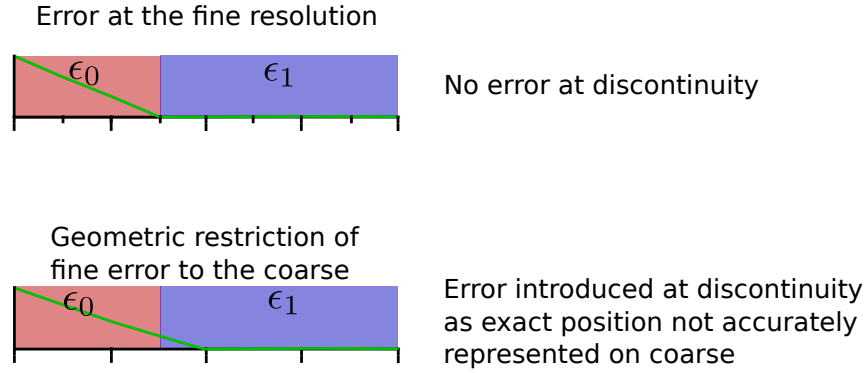 Error at the fine resolution
ϵ0
ϵ1
No error at discontinuity
Geometric restriction of
fine error to the coarse
ϵ0
ϵ1
Error introduced at discontinuity
as exact position not accurately
represented on coarse